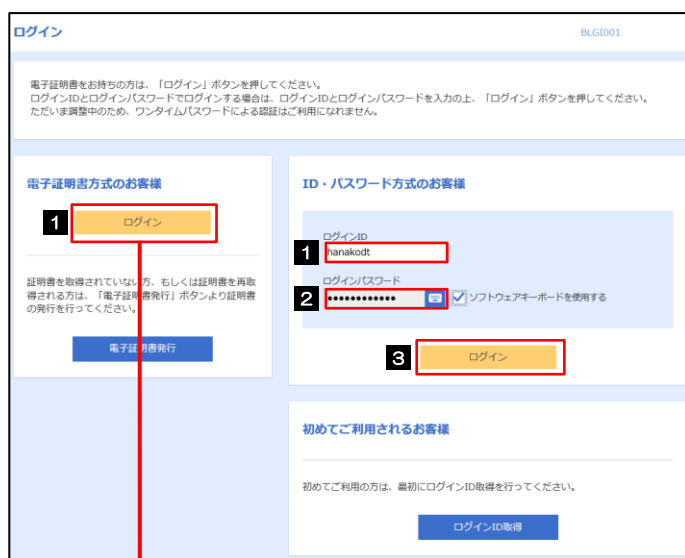 ログイン
BLGI001
電子証明書をお持ちの方は、「ログイン」ボタンを押してください。
ログインIDとログインパスワードでログインする場合は、ログインIDとログインパスワードを入力の上、「ログイン」ボタンを押してください。
ただいま調整中のため、ワンタイムパスワードによる認証はご利用になれません。
電子証明書方式のお客様
1
ログイン
証明書を取得されていない方、もしくは証明書を再取
得される方は、「電子証明書発行」ボタンより証明書
の発行を行ってください。
電子証明書発行
ID・パスワード方式のお客様
ログインID
1
hanakodt
ログインパスワード
2
••••••••••••
ソフトウェアキーボードを使用する
3
ログイン
初めてご利用されるお客様
初めてご利用の方は、最初にログインID取得を行ってください。
ログインID取得